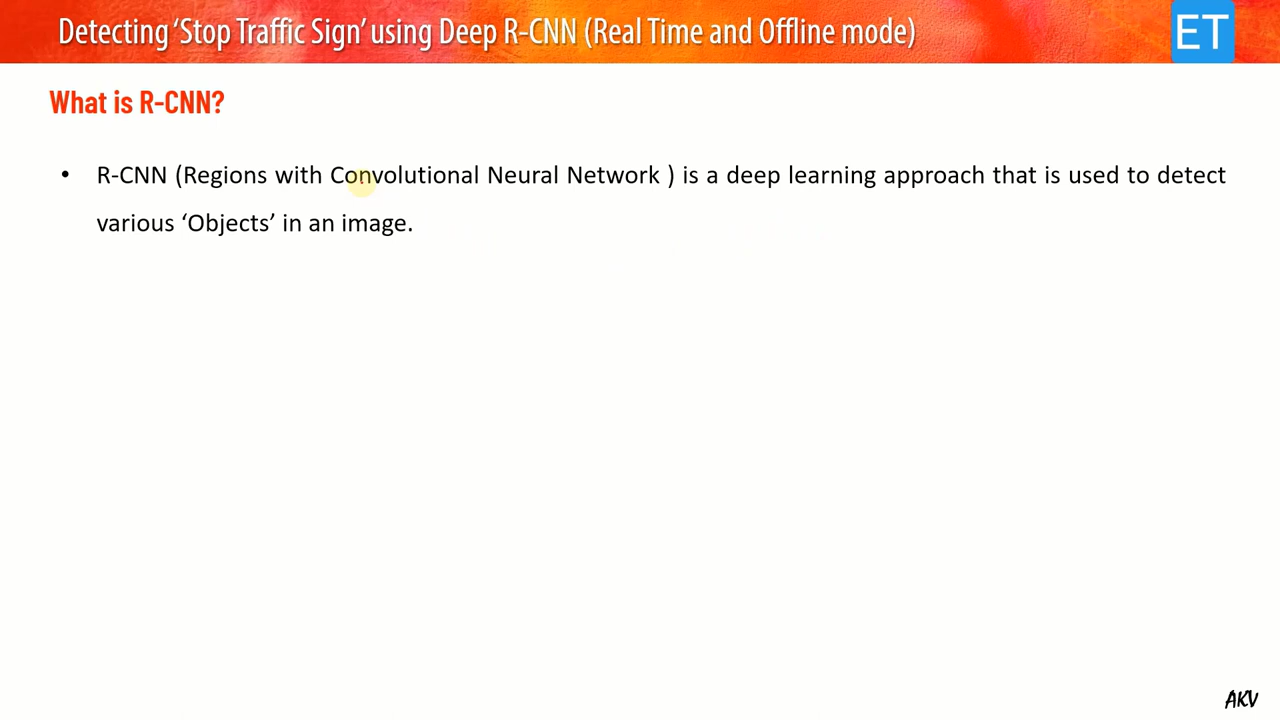 Detecting ‘Stop Traffic Sign’ using Deep R-CNN (Real Time and Offline mode)
ET
What is R-CNN?
• R-CNN (Regions with Convolutional Neural Network ) is a deep learning approach that is used to detect
various ‘Objects’ in an image.
AKV